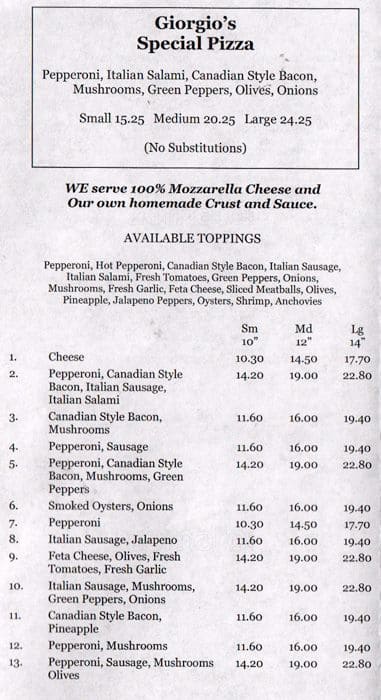 Giorgio's
Special Pizza
Pepperoni, Italian Salami, Canadian Style Bacon,
Mushrooms, Green Peppers, Olives, Onions
Small 15.25 Medium 20.25 Large 24.25
(No Substitutions)
WE serve 100% Mozzarella Cheese and
Our own homemade Crust and Sauce.
AVAILABLE TOPPINGS
Pepperoni, Hot Pepperoni, Canadian Style Bacon, Italian Sausage,
Italian Salami, Fresh Tomatoes, Green Peppers, Onions,
Mushrooms, Fresh Garlic, Feta Cheese, Sliced Meatballs, Olives,
Pineapple, Jalapeno Peppers, Oysters, Shrimp, Anchovies
Sm Md Lg
10" 12" 14"
1. Cheese 10.30 14.50 17.70
2. Pepperoni, Canadian Style 14.20 19.00 22.80
Bacon, Italian Sausage,
Italian Salami
3. Canadian Style Bacon, 11.60 16.00 19.40
Mushrooms
4. Pepperoni, Sausage 11.60 16.00 19.40
5. Pepperoni, Canadian Style 14.20 19.00 22.80
Bacon, Mushrooms, Green
Peppers
6. Smoked Oysters, Onions 11.60 16.00 19.40
7. Pepperoni 10.30 14.50 17.70
8. Italian Sausage, Jalapeno 11.60 16.00 19.40
9. Feta Cheese, Olives, Fresh 14.20 19.00 22.80
Tomatoes, Fresh Garlic
10. Italian Sausage, Mushrooms, 14.20 19.00 22.80
Green Peppers, Onions
11. Canadian Style Bacon, 11.60 16.00 19.40
Pineapple
12. Pepperoni, Mushrooms 11.60 16.00 19.40
13. Pepperoni, Sausage, Mushrooms 14.20 19.00 22.80
Olives